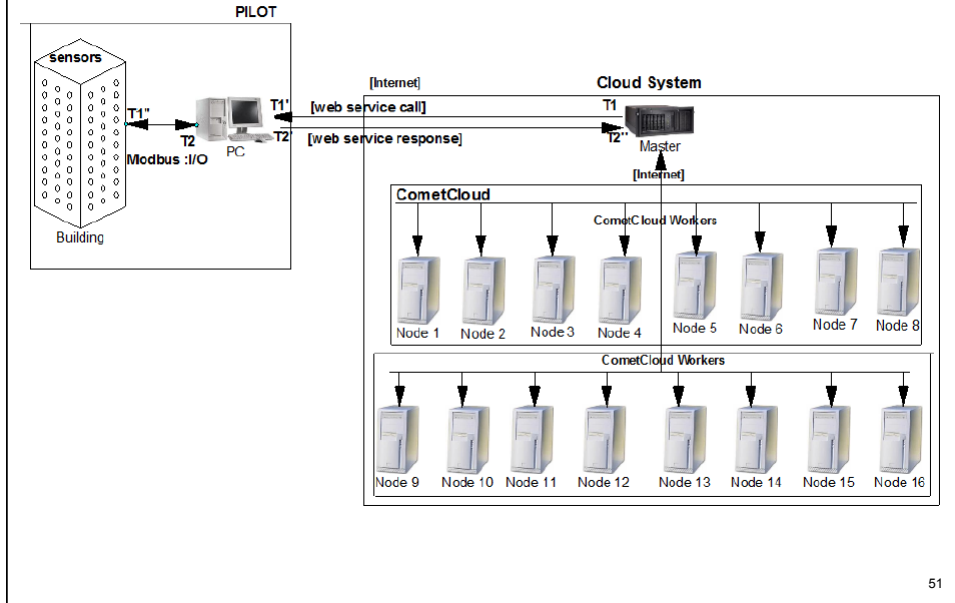 PILOT
sensors
[Internet]
Cloud System
T1'
[web service call]
T1
T1"
T2
T2'
[web service response]
T2"
PC
Master
Modbus :I/O
[Internet]
CometCloud
CometCloud Workers
Building
Node 1
Node 2
Node 3
Node 4
Node 5
Node 6
Node 7
Node 8
CometCloud Workers
Node 9
Node 10
Node 11
Node 12
Node 13
Node 14
Node 15
Node 16
51